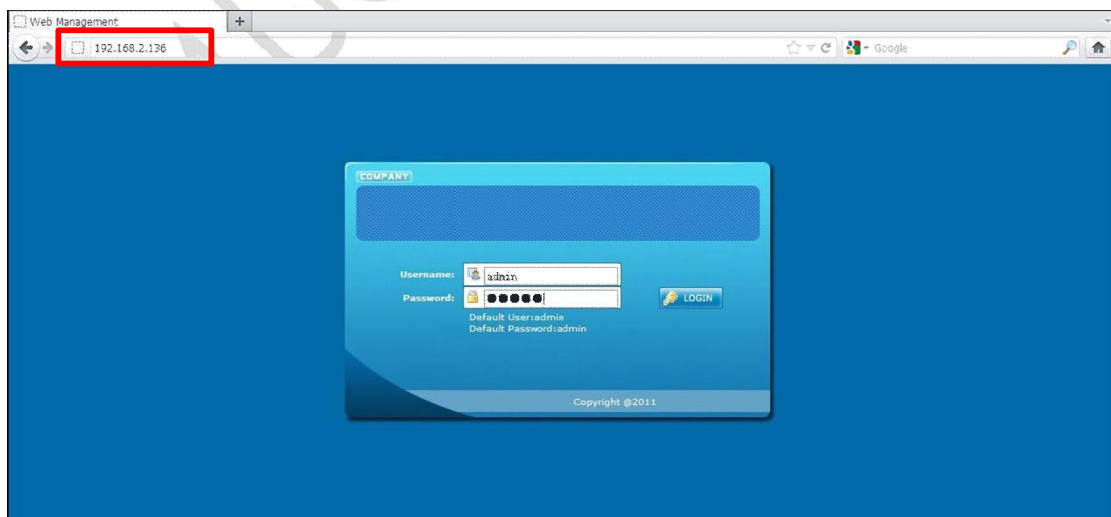 Web Management
+
192.168.2.136
Google
COMPANY
Username: admin
Password: ●●●●●
LOGIN
Default User:admin
Default Password:admin
Copyright @2011